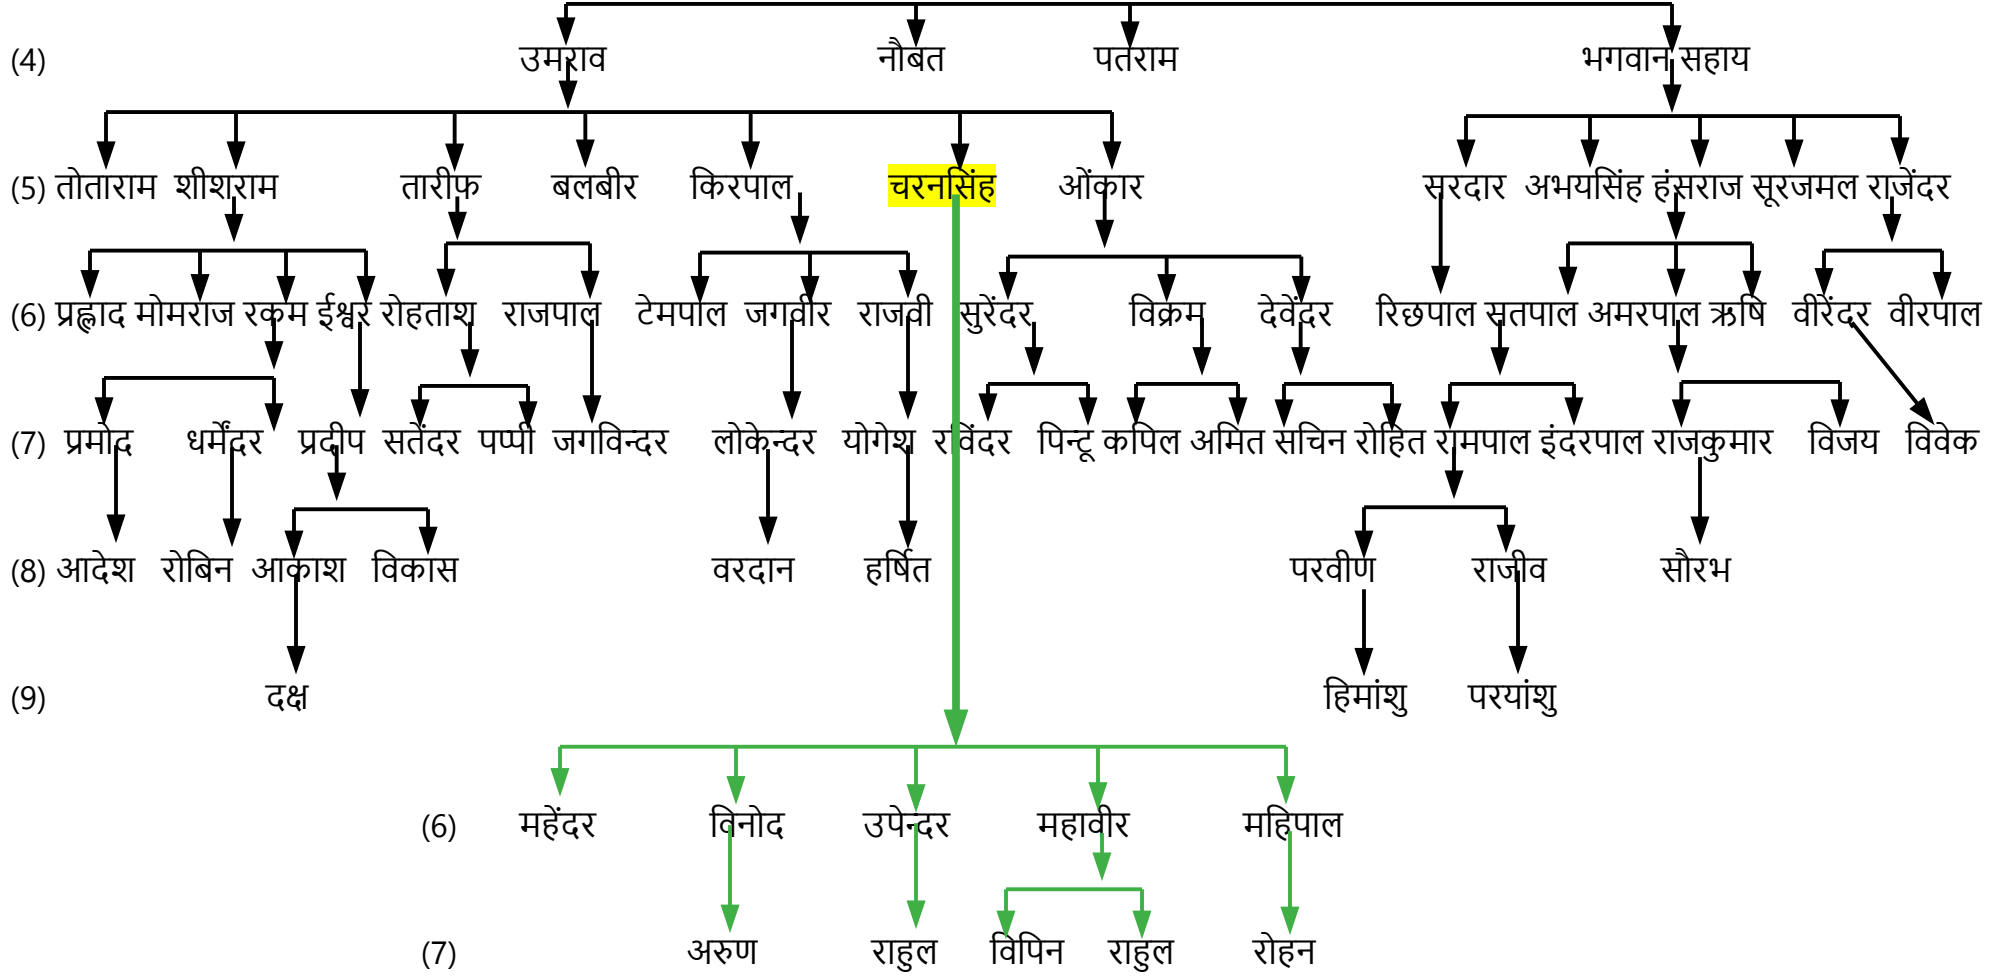 (4) उमराव नौबत पतराम भगवान सहाय
(5) तोताराम शीशराम तारीफ बलबीर किरपाल चरनसिंह ओंकार सरदार अभयसिंह हंसराज सूरजमल राजेंदर
(6) प्रह्लाद मोमराज रकम ईश्वर रोहताश राजपाल टेमपाल जगवीर राजवी सुरेंदर विक्रम देवेंदर रिछपाल सतपाल अमरपाल ऋषि वीरेंदर वीरपाल
(7) प्रमोद धर्मेंदर प्रदीप सतेंदर पप्पी जगविन्दर लोकेन्दर योगेश रविंदर पिन्टू कपिल अमित सचिन रोहित रामपाल इंदरपाल राजकुमार विजय विवेक
(8) आदेश रोबिन आकाश विकास वरदान हर्षित परवीण राजीव सौरभ
(9) दक्ष हिमांशु परयांशु
(6) महेंदर विनोद उपेन्दर महावीर महिपाल
(7) अरुण राहुल विपिन राहुल रोहन